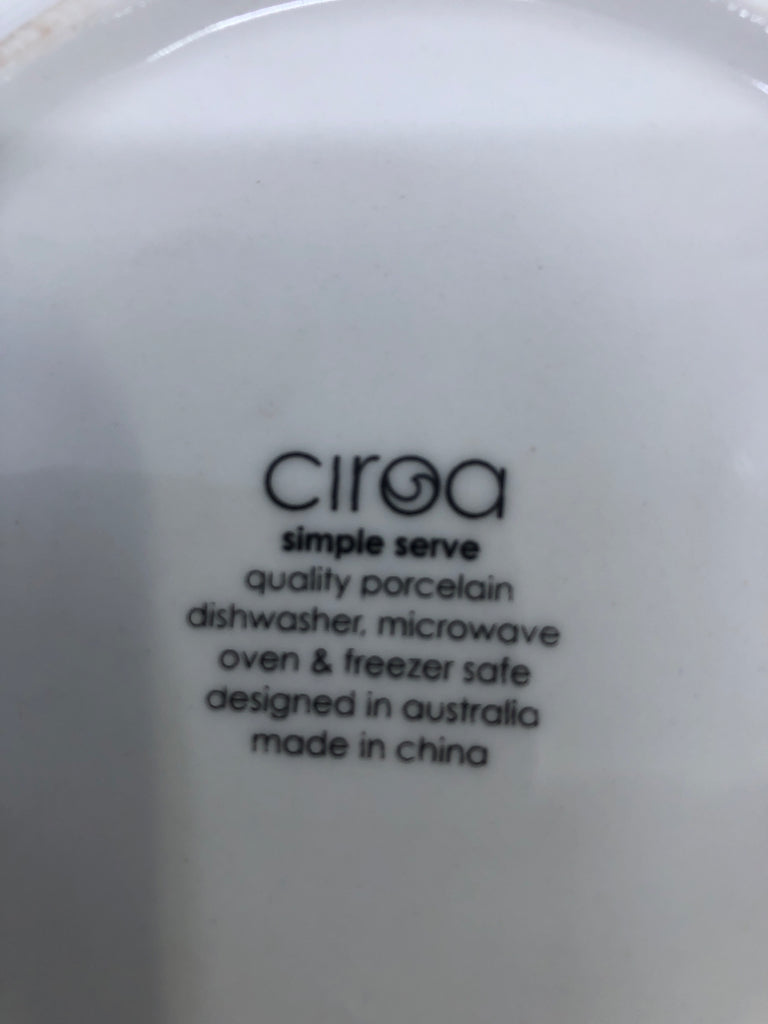 ciroa
simple serve
quality porcelain
dishwasher, microwave
oven & freezer safe
designed in australia
made in china